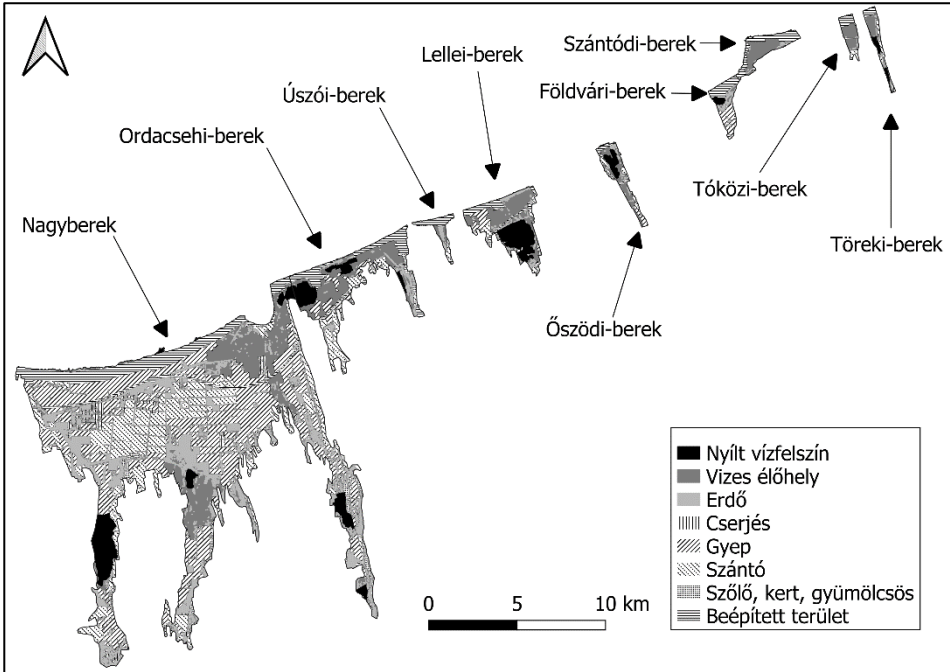 Szántódi-berek
Lellei-berek
Földvári-berek
Úszói-berek
Ordacsehi-berek
Tóközi-berek
Nagyberek
Töreki-berek
Őszödi-berek
Nyílt vízfelszín
Vizes élőhely
Erdő
Cserjés
Gyep
Szántó
Szőlő, kert, gyümölcsös
Beépített terület
0 5 10 km